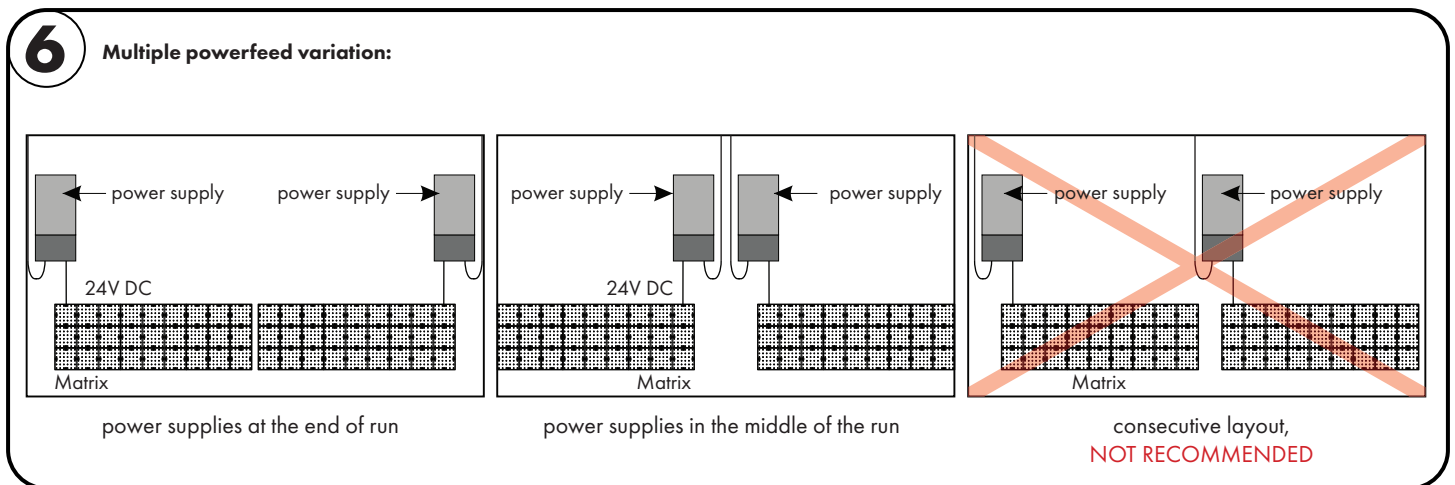 6
Multiple powerfeed variation:
power supply
power supply
24V DC
Matrix
power supplies at the end of run
power supply
power supply
24V DC
Matrix
power supplies in the middle of the run
power supply
power supply
Matrix
consecutive layout,
NOT RECOMMENDED